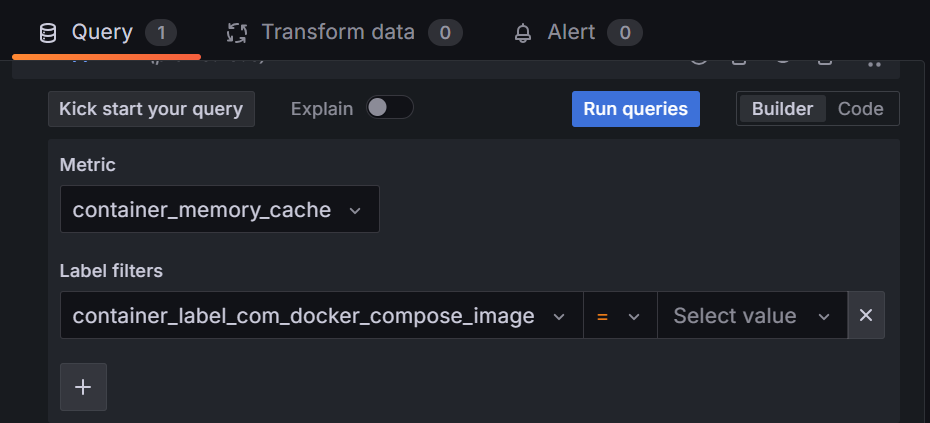 Query 1 Transform data 0 Alert 0
Kick start your query Explain Run queries Builder Code
Metric
container_memory_cache
Label filters
container_label_com_docker_compose_image = Select value